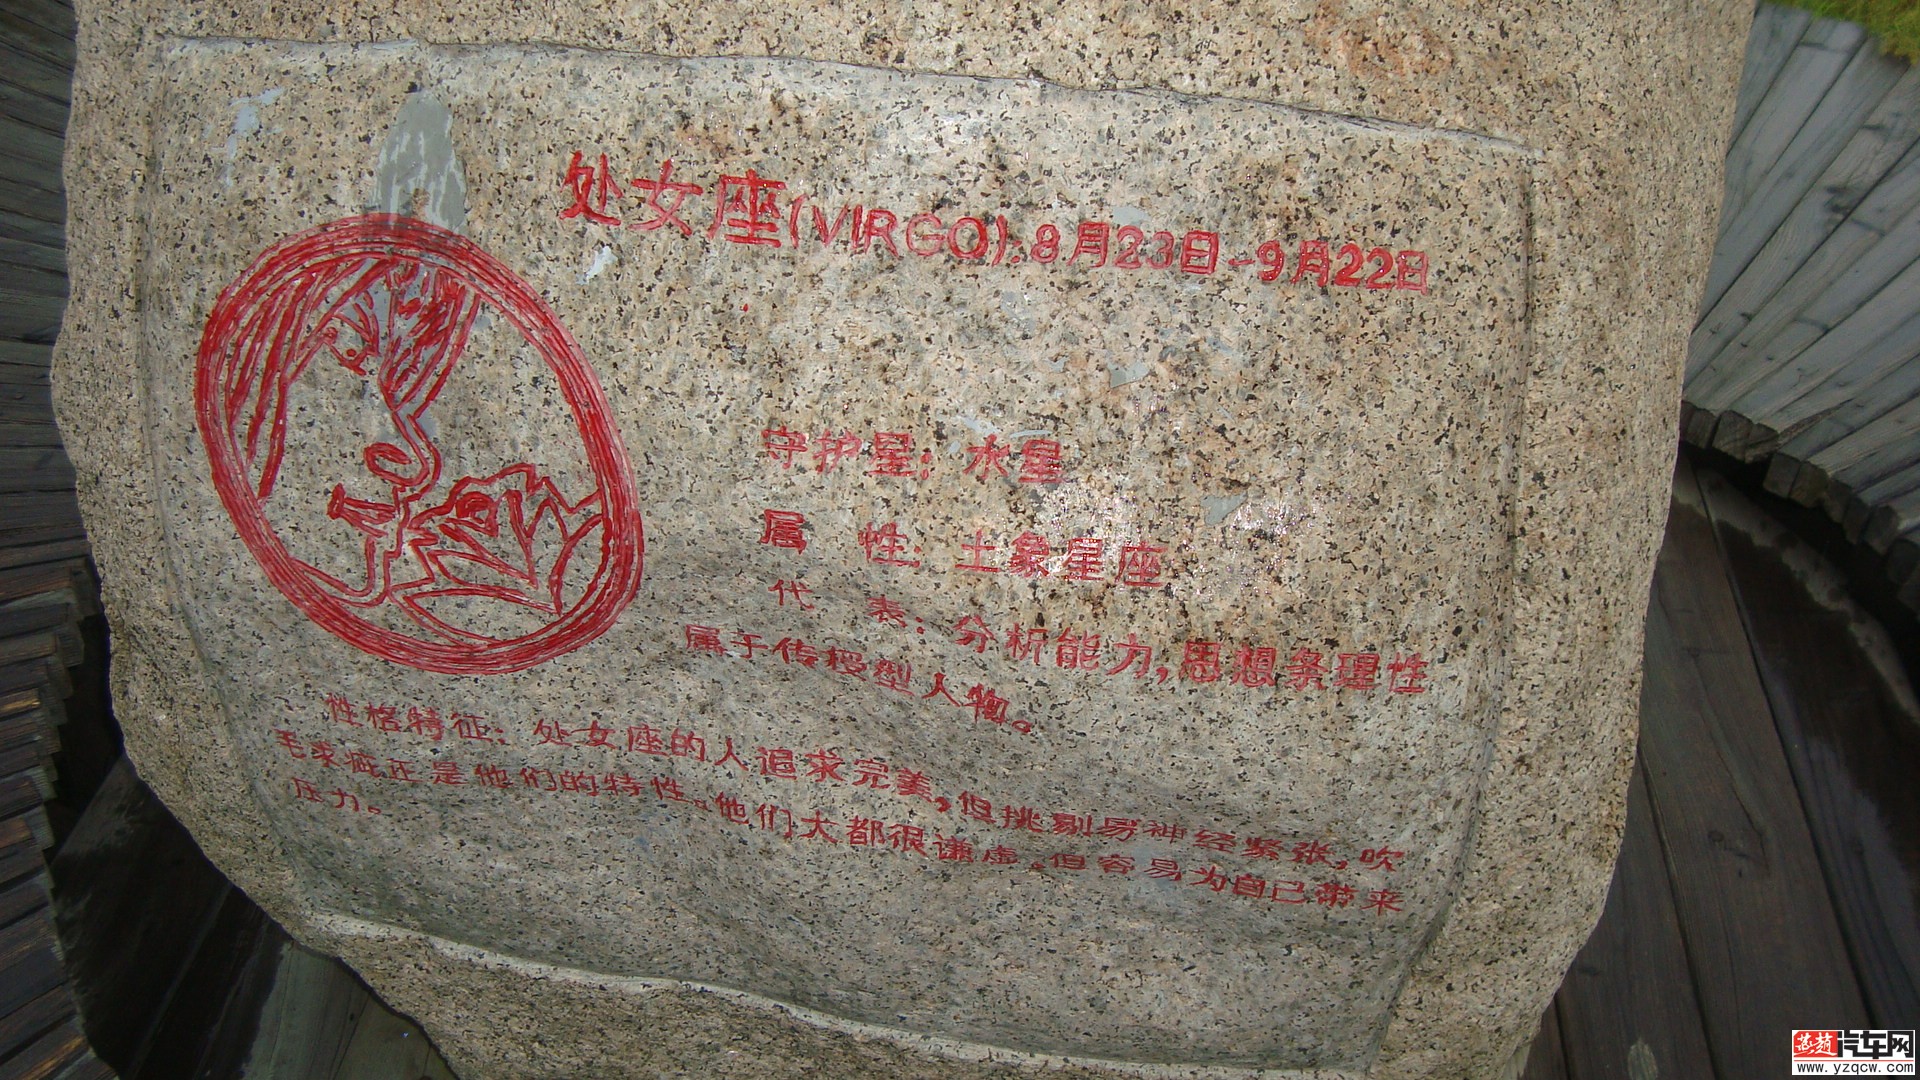 处女座(VIRGO):8月23日-9月22日
守护星：水星
属 性：土象星座
代 表：分析能力,思想条理性
属于传授型人物。
性格特征：处女座的人追求完美,但挑剔易神经紧张,吹
毛求疵正是他们的特性。他们大都很谦虚.但容易为自己带来
压力。
燕赵汽车网
www.yzqcw.com